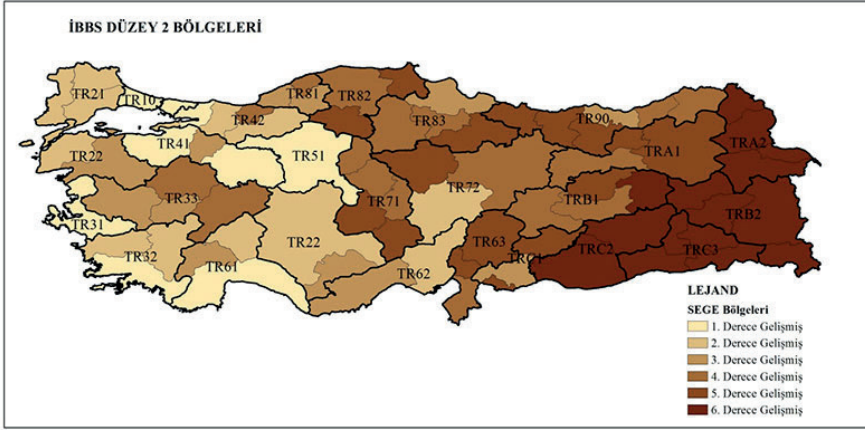 İBBS DÜZEY 2 BÖLGELERİ
TR21
TR10
TR81
TR82
TR42
TR83
TR90
TR41
TR51
TRA1
TRA2
TR22
TR33
TR71
TR72
TRB1
TRB2
TR31
TR32
TR61
TR22
TR62
TR63
TRC1
TRC2
TRC3
LEJAND
SEGE Bölgeleri
1. Derece Gelişmiş
2. Derece Gelişmiş
3. Derece Gelişmiş
4. Derece Gelişmiş
5. Derece Gelişmiş
6. Derece Gelişmiş